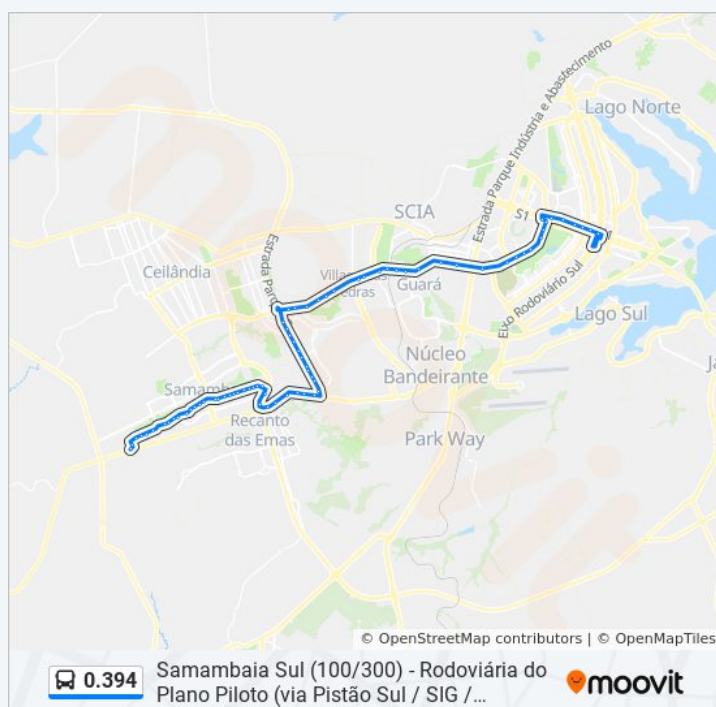 Estrada Parque Indústria e Abastecimento
Lago Norte
SCIA
S1
Ceilândia
Estrada Parq
Guará
Eixo Rodoviário Sul
Lago Sul
Núcleo
Bandeirante
Samamb
Recanto
das Emas
Park Way
© OpenStreetMap contributors | © OpenMapTiles
0.394
Samambaia Sul (100/300) - Rodoviária do
Plano Piloto (via Pistão Sul / SIG /…
moovit